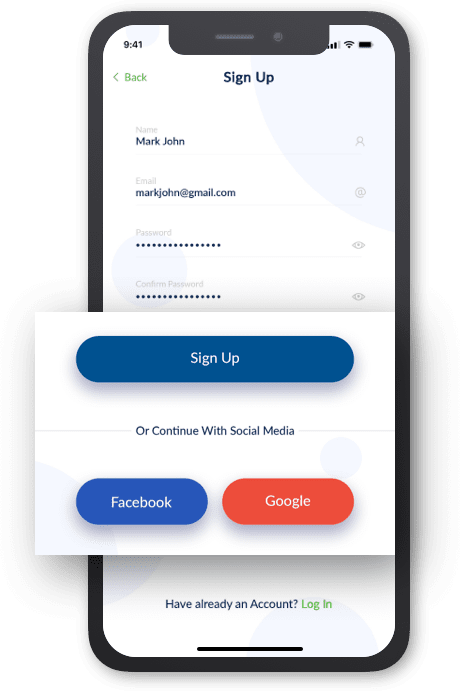 9:41
Back
Sign Up
Name
Mark John
Email
markjohn@gmail.com
Password
••••••••••••••••
Confirm Password
••••••••••••••••
Sign Up
Or Continue With Social Media
Facebook
Google
Have already an Account? Log In